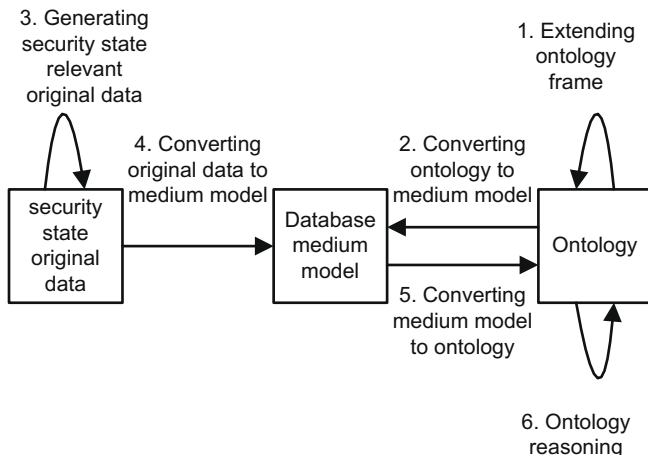 3. Generating
security state
relevant
original data
1. Extending
ontology
frame
4. Converting
original data to
medium model
2. Converting
ontology to
medium model
security
state
original
data
Database
medium
model
Ontology
5. Converting
medium model
to ontology
6. Ontology
reasoning